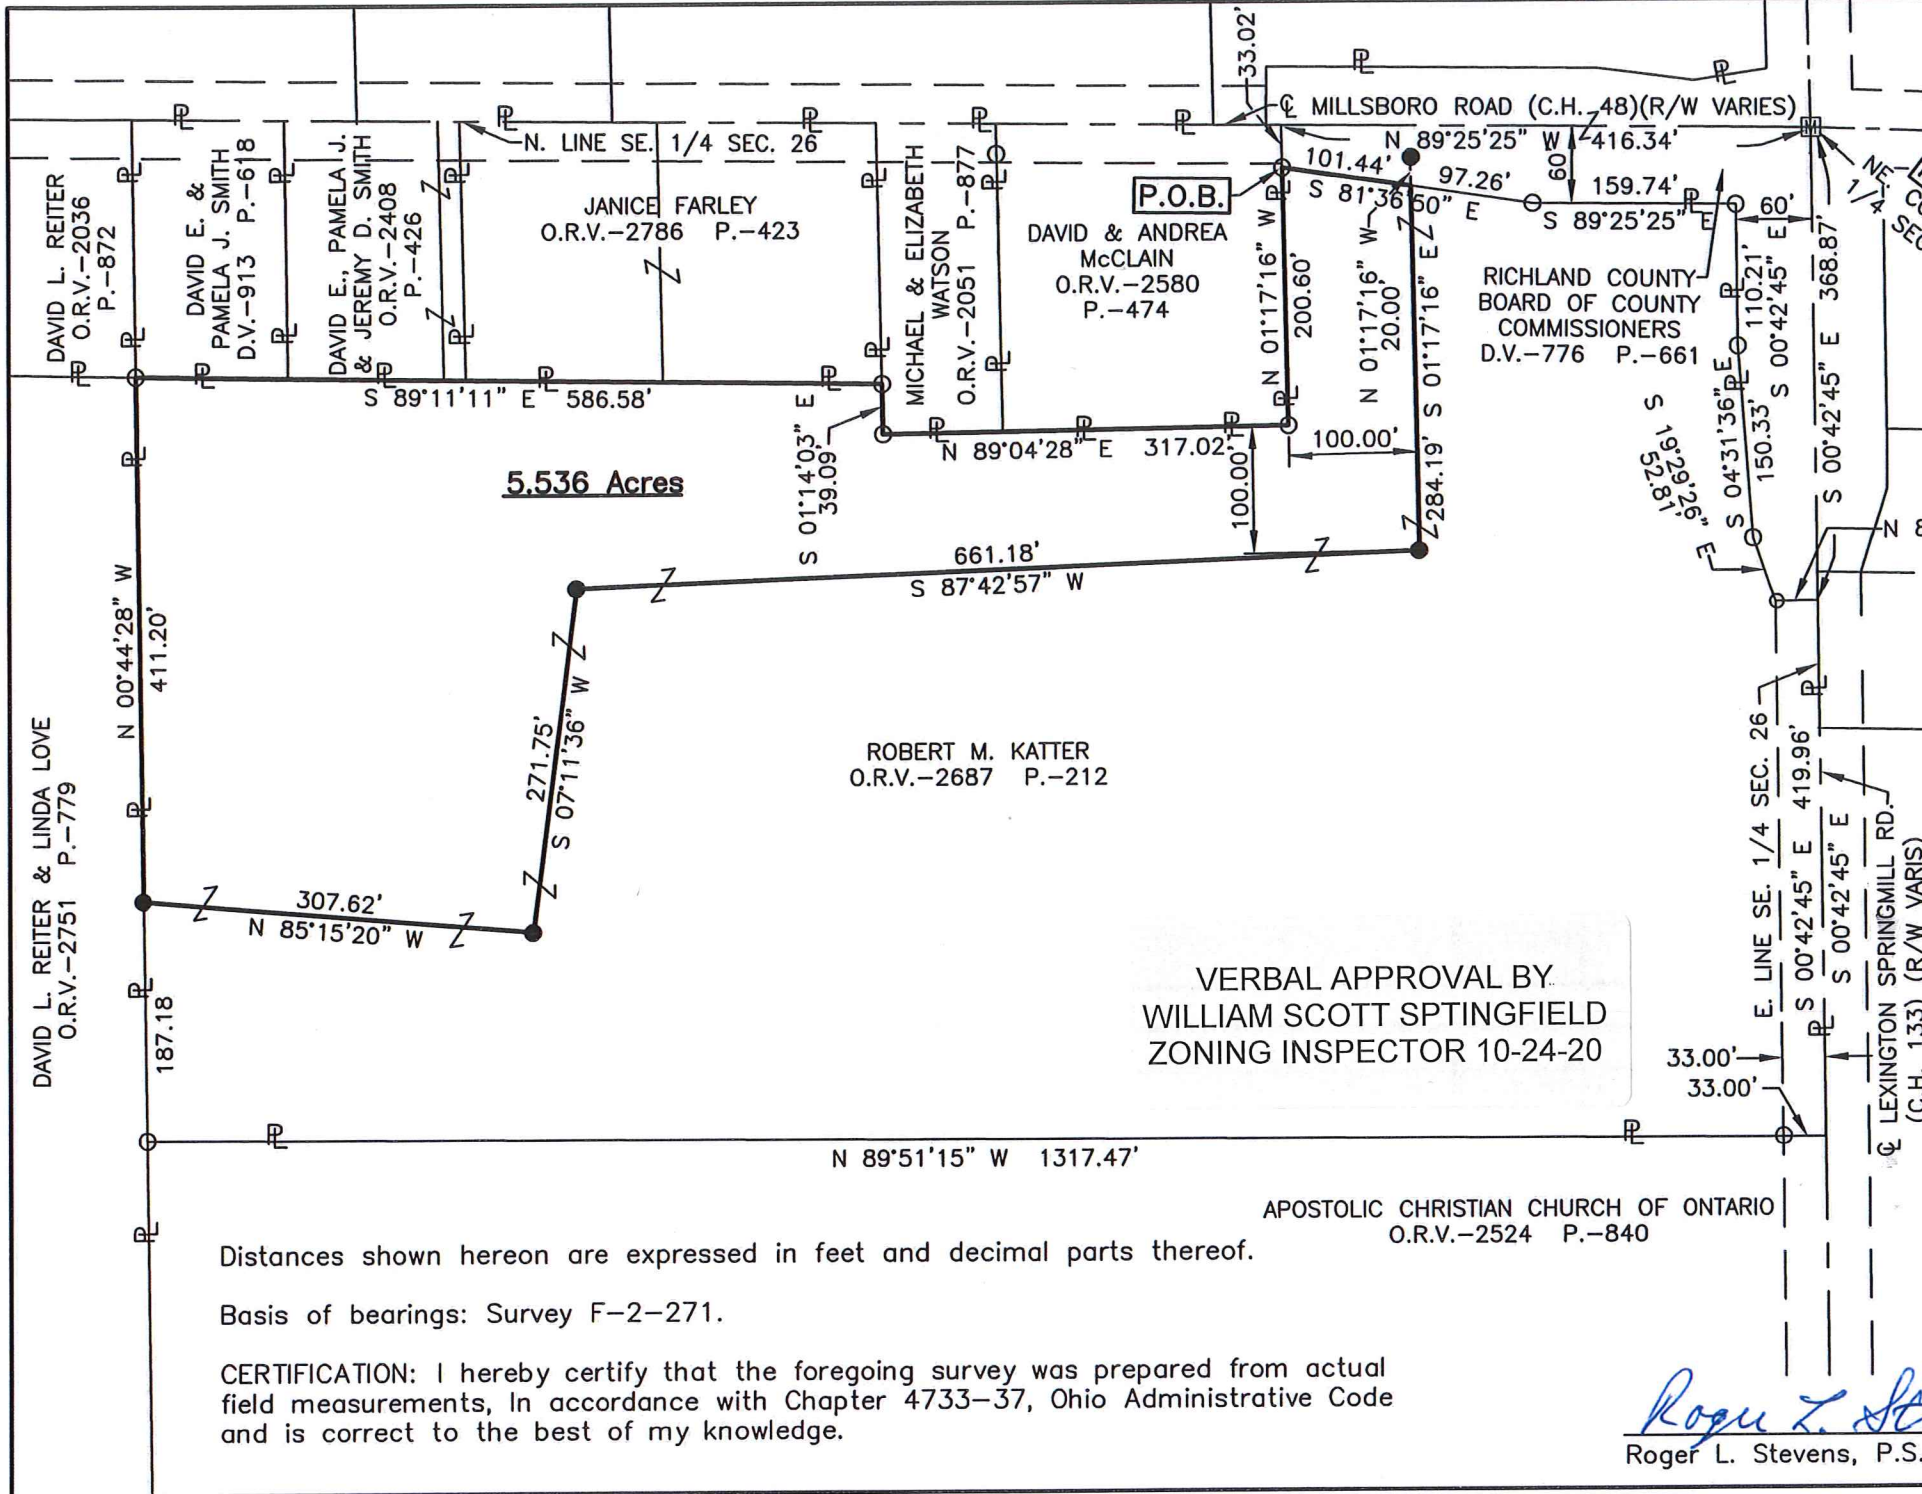 33.02'
℄ MILLSBORO ROAD (C.H.-48)(R/W VARIES)
N. LINE SE. 1/4 SEC. 26
N 89°25'25" W 416.34'
101.44'
S 81°36'50" E
97.26'
60'
159.74'
S 89°25'25" E
60'
P.O.B.
NE.
1/4
DAVID L. REITER
O.R.V.-2036
P.-872
DAVID E. &
PAMELA J. SMITH
D.V.-913 P.-618
DAVID E., PAMELA J.
& JEREMY D. SMITH
O.R.V.-2408
P.-426
JANICE FARLEY
O.R.V.-2786 P.-423
MICHAEL & ELIZABETH
WATSON
O.R.V.-2051 P.-877
DAVID & ANDREA
McCLAIN
O.R.V.-2580
P.-474
N 01°17'16" W
200.60'
N 01°17'16" W
20.00'
284.19' S 01°17'16" E
RICHLAND COUNTY
BOARD OF COUNTY
COMMISSIONERS
D.V.-776 P.-661
110.21'
S 00°42'45" E
S 00°42'45" E 368.87'
S 04°31'36" E
150.33'
S 19°29'26" E
52.81'
N 8
S 89°11'11" E 586.58'
S 01°14'03" E
39.09'
N 89°04'28" E 317.02'
100.00'
100.00'
5.536 Acres
661.18'
S 87°42'57" W
N 00°44'28" W
411.20'
271.75'
S 07°11'36" W
307.62'
N 85°15'20" W
ROBERT M. KATTER
O.R.V.-2687 P.-212
DAVID L. REITER & LINDA LOVE
O.R.V.-2751 P.-779
187.18
E. LINE SE. 1/4 SEC. 26
S 00°42'45" E 419.96'
S 00°42'45" E
℄ LEXINGTON SPRINGMILL RD.
(C.H. 133) (R/W VARIS)
VERBAL APPROVAL BY
WILLIAM SCOTT SPTINGFIELD
ZONING INSPECTOR 10-24-20
33.00'
33.00'
N 89°51'15" W 1317.47'
APOSTOLIC CHRISTIAN CHURCH OF ONTARIO
O.R.V.-2524 P.-840
Distances shown hereon are expressed in feet and decimal parts thereof.
Basis of bearings: Survey F-2-271.
CERTIFICATION: I hereby certify that the foregoing survey was prepared from actual
field measurements, In accordance with Chapter 4733-37, Ohio Administrative Code
and is correct to the best of my knowledge.
Roger L. St
Roger L. Stevens, P.S.